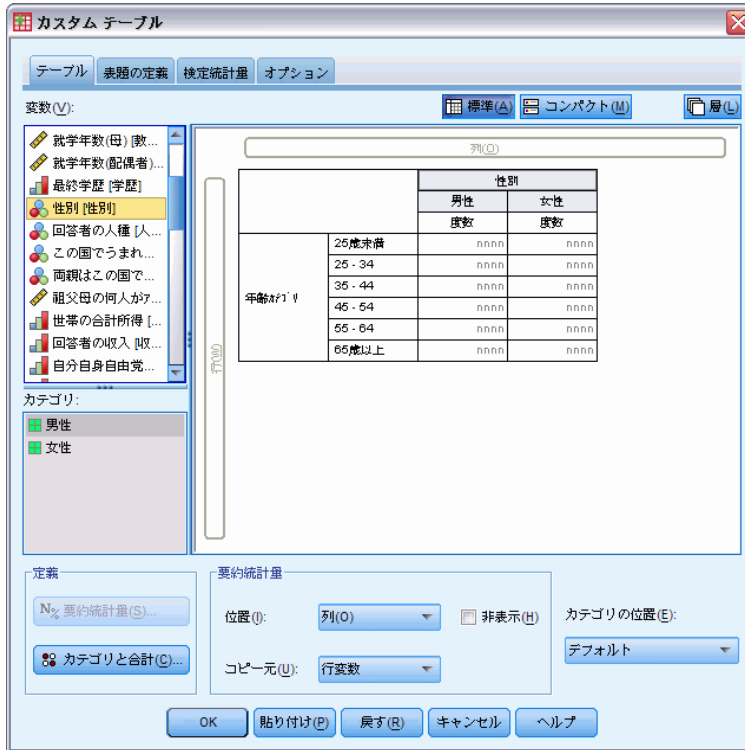 カスタム テーブル
テーブル 表題の定義 検定統計量 オプション
変数(V):
標準(A) コンパクト(M) 層(L)
就学年数(母) [数...
就学年数(配偶者)...
最終学歴 [学歴]
性別 [性別]
回答者の人種 [人...
この国でうまれ...
両親はこの国で...
祖父母の何人がア...
世帯の合計所得 [...
回答者の収入 [収...
自分自身自由党...
カテゴリ:
男性
女性
列(O)
行(W)
性別
男性 女性
度数 度数
年齢カテゴリ
25歳未満 nnnn nnnn
25 - 34 nnnn nnnn
35 - 44 nnnn nnnn
45 - 54 nnnn nnnn
55 - 64 nnnn nnnn
65歳以上 nnnn nnnn
定義
N% 要約統計量(S)...
カテゴリと合計(C)...
要約統計量
位置(I): 列(O) 非表示(H)
コピー元(U): 行変数
カテゴリの位置(E):
デフォルト
OK 貼り付け(P) 戻す(R) キャンセル ヘルプ